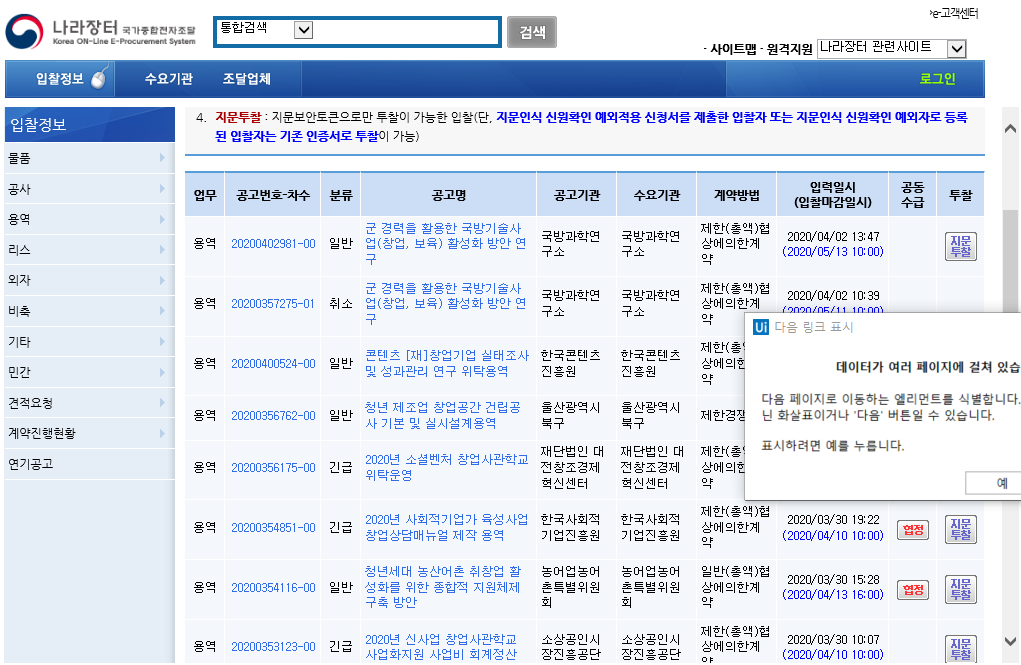 e-고객센터
나라장터 국가종합전자조달
Korea ON-Line E-Procurement System
통합검색
검색
· 사이트맵 · 원격지원
나라장터 관련사이트
입찰정보
수요기관
조달업체
로그인
입찰정보
물품
공사
용역
리스
외자
비축
기타
민간
견적요청
계약진행현황
연기공고
4. 지문투찰 : 지문보안토큰으로만 투찰이 가능한 입찰(단, 지문인식 신원확인 예외적용 신청서를 제출한 입찰자 또는 지문인식 신원확인 예외자로 등록
된 입찰자는 기존 인증서로 투찰이 가능)
업무 공고번호-차수 분류 공고명 공고기관 수요기관 계약방법 입력일시 공동 투찰
(입찰마감일시) 수급
용역 20200402981-00 일반
군 경력을 활용한 국방기술사
업(창업, 보육) 활성화 방안 연
구
국방과학연
구소
국방과학연
구소
제한(총액)협
상에의한계
약
2020/04/02 13:47
(2020/05/13 10:00)
지문
투찰
용역 20200357275-01 취소
군 경력을 활용한 국방기술사
업(창업, 보육) 활성화 방안 연
구
국방과학연
구소
국방과학연
구소
제한(총액)협
상에의한계
약
2020/04/02 10:39
(2020/05/11 10:00)
용역 20200400524-00 일반
콘텐츠 [재]창업기업 실태조사
및 성과관리 연구 위탁용역
한국콘텐츠
진흥원
한국콘텐츠
진흥원
제한(총
상에의한
약
용역 20200356762-00 일반
청년 제조업 창업공간 건립공
사 기본 및 실시설계용역
울산광역시
북구
울산광역시
북구
제한경쟁
용역 20200356175-00 긴급
2020년 소셜벤처 창업사관학교
위탁운영
재단법인 대
전창조경제
혁신센터
재단법인 대
전창조경제
혁신센터
제한(총
상에의한
약
용역 20200354851-00 긴급
2020년 사회적기업가 육성사업
창업상담매뉴얼 제작 용역
한국사회적
기업진흥원
한국사회적
기업진흥원
제한(총액)협
상에의한계
약
2020/03/30 19:22
(2020/04/10 10:00)
협정
지문
투찰
용역 20200354116-00 일반
청년세대 농산어촌 취창업 활
성화를 위한 종합적 지원체제
구축 방안
농어업농어
촌특별위원
회
농어업농어
촌특별위원
회
일반(총액)협
상에의한계
약
2020/03/30 15:28
(2020/04/13 16:00)
협정
지문
투찰
용역 20200353123-00 긴급
2020년 신사업 창업사관학교
사업화지원 사업비 회계정산
소상공인시
장진흥공단
소상공인시
장진흥공단
제한(총액)협
상에의한계
약
2020/03/30 10:07
(2020/04/10 10:00)
지문
투찰
Ui 다음 링크 표시
데이터가 여러 페이지에 걸쳐 있습
다음 페이지로 이동하는 엘리먼트를 식별합니다.
닌 화살표이거나 '다음' 버튼일 수 있습니다.
표시하려면 예를 누릅니다.
예